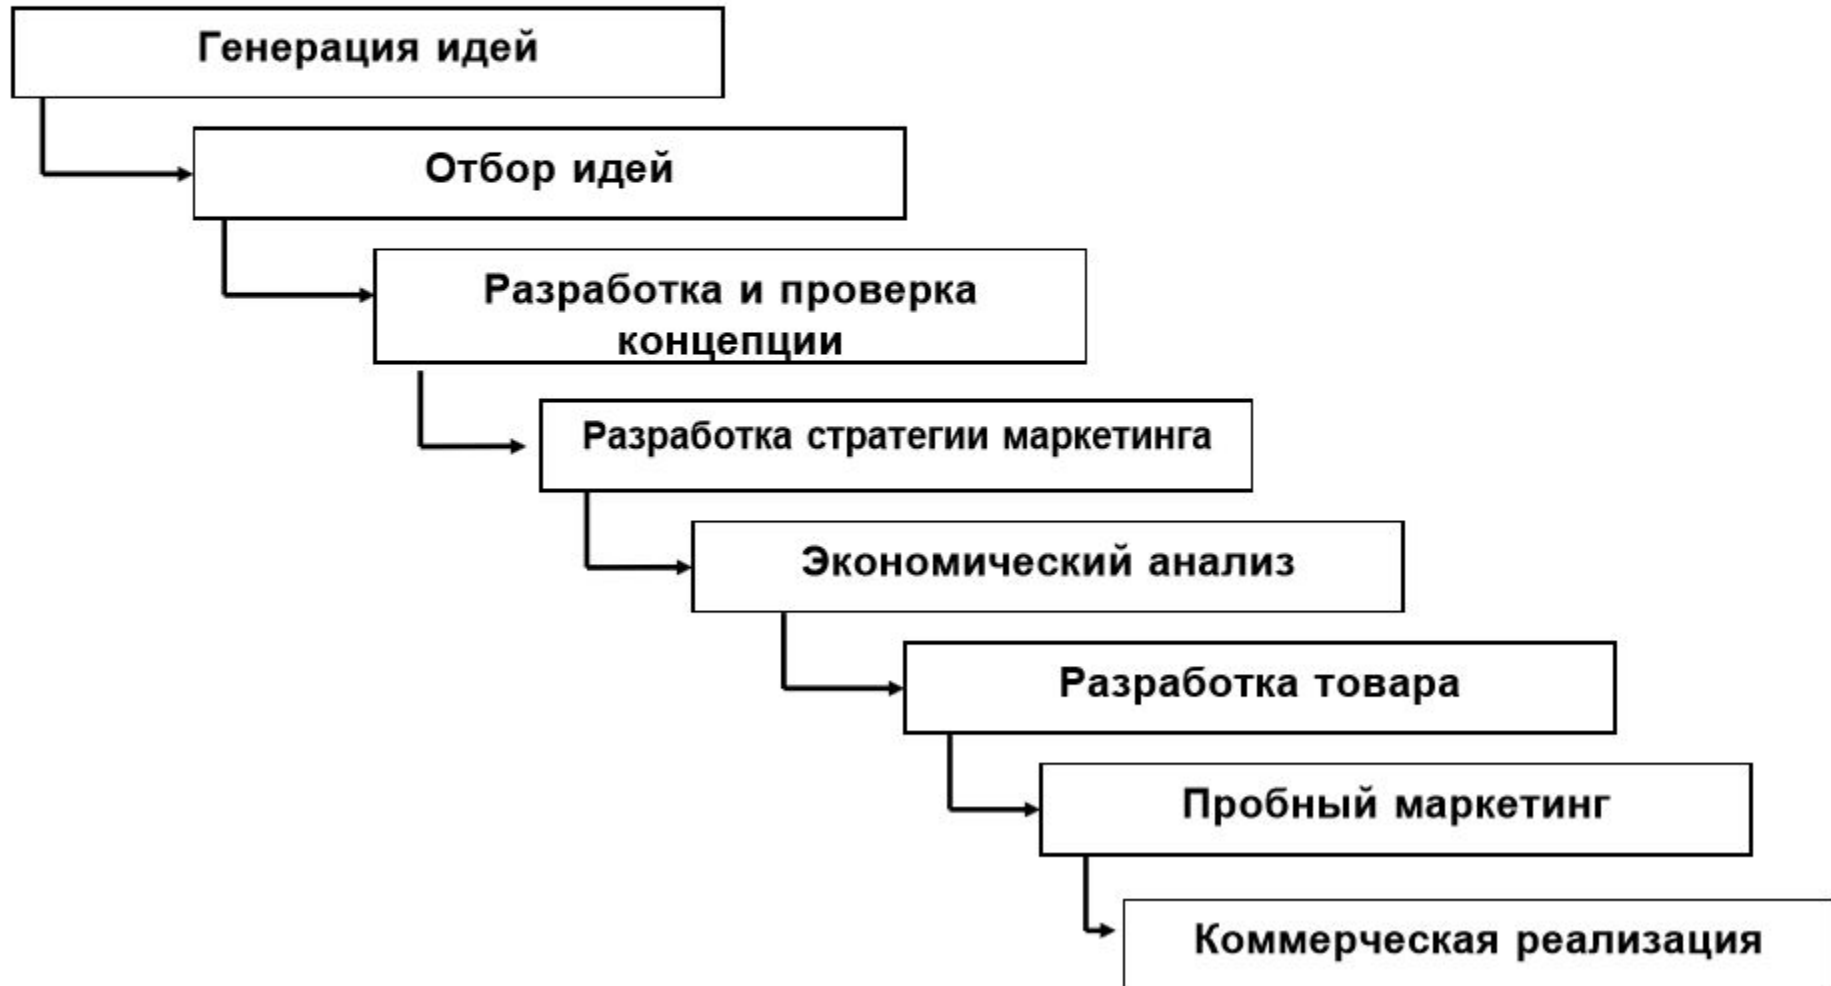 Генерация идей
Отбор идей
Разработка и проверка
концепции
Разработка стратегии маркетинга
Экономический анализ
Разработка товара
Пробный маркетинг
Коммерческая реализация